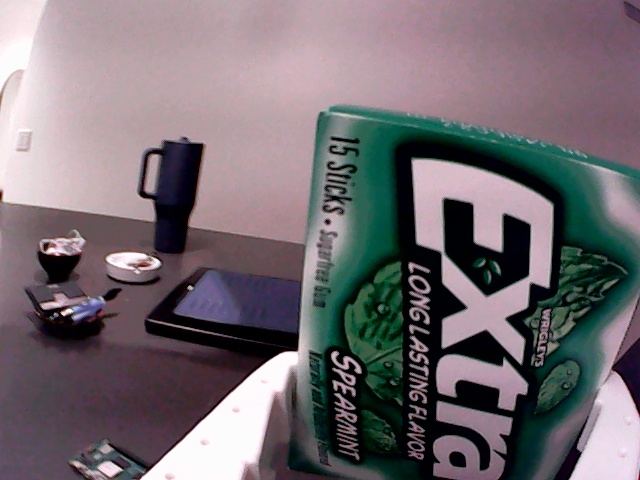 15 Sticks • Sugarfree Gum
Extra
WRIGLEY'S
LONG LASTING FLAVOR
SPEARMINT